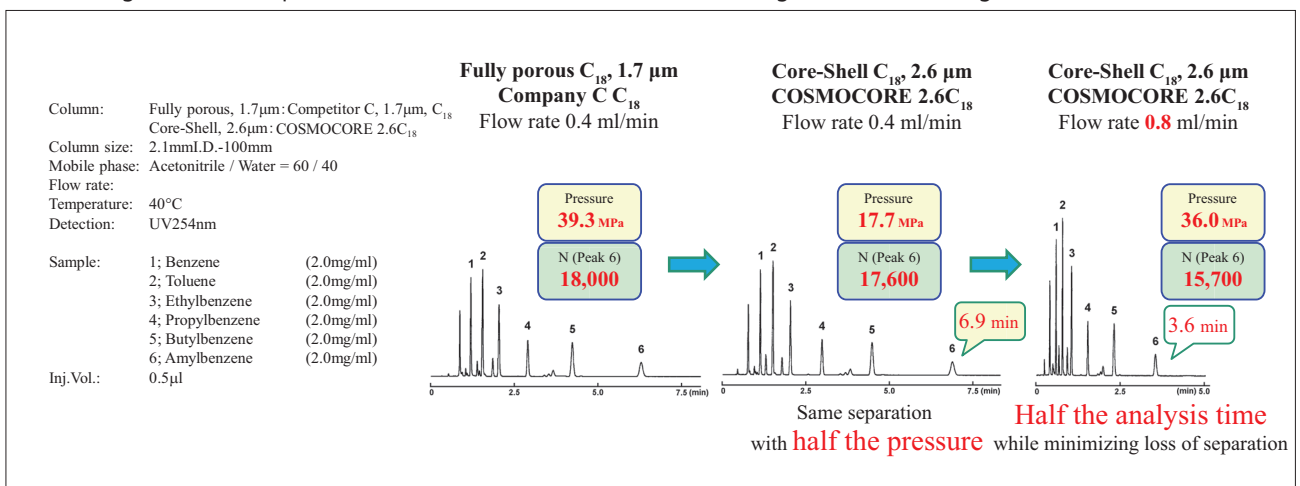 Fully porous C18, 1.7 µm
Company C C18
Flow rate 0.4 ml/min
Core-Shell C18, 2.6 µm
COSMOCORE 2.6C18
Flow rate 0.4 ml/min
Core-Shell C18, 2.6 µm
COSMOCORE 2.6C18
Flow rate 0.8 ml/min
Column: Fully porous, 1.7µm: Competitor C, 1.7µm, C18
Core-Shell, 2.6µm: COSMOCORE 2.6C18
Column size: 2.1mmI.D.-100mm
Mobile phase: Acetonitrile / Water = 60 / 40
Flow rate:
Temperature: 40°C
Detection: UV254nm
Sample: 1; Benzene (2.0mg/ml)
2; Toluene (2.0mg/ml)
3; Ethylbenzene (2.0mg/ml)
4; Propylbenzene (2.0mg/ml)
5; Butylbenzene (2.0mg/ml)
6; Amylbenzene (2.0mg/ml)
Inj.Vol.: 0.5µl
Pressure
39.3 MPa
N (Peak 6)
18,000
1 2 3 4 5 6
0 2.5 5.0 7.5 (min)
Pressure
17.7 MPa
N (Peak 6)
17,600
6.9 min
1 2 3 4 5 6
0 2.5 5.0 7.5 (min)
Same separation
with half the pressure
Pressure
36.0 MPa
N (Peak 6)
15,700
3.6 min
1 2 3 4 5 6
0 2.5 (min) 5.0
Half the analysis time
while minimizing loss of separation